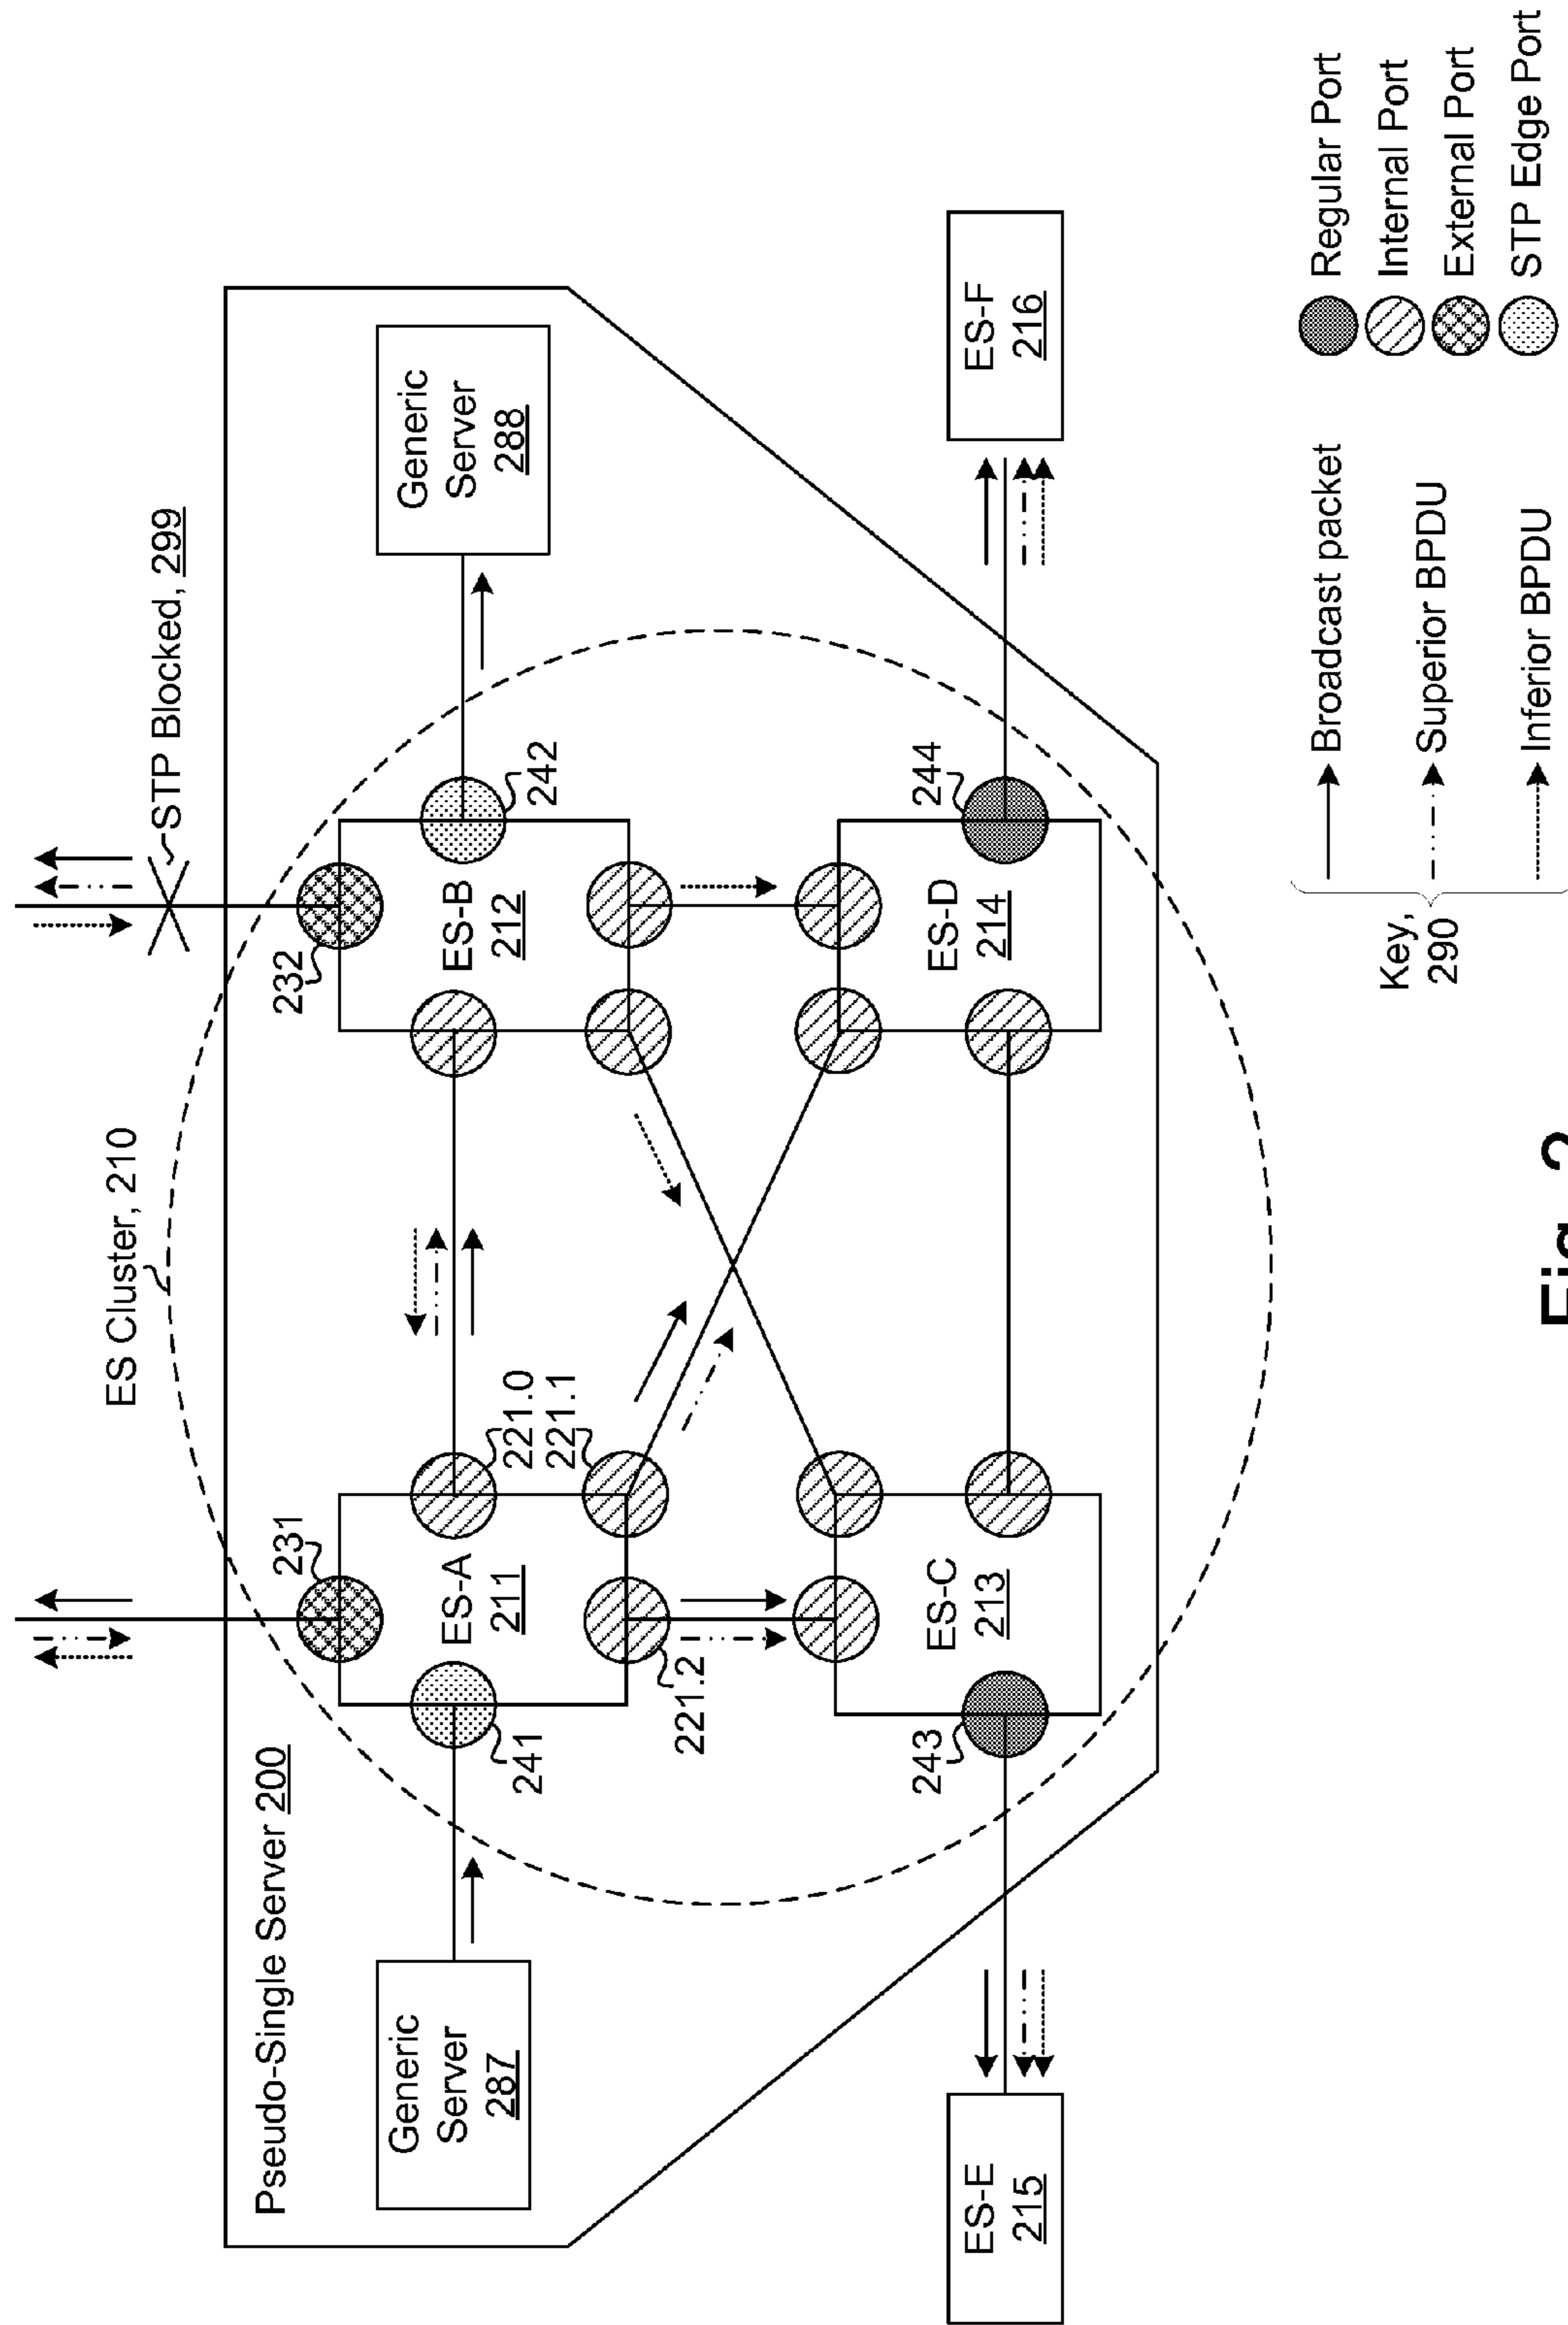 ES Cluster, 210
STP Blocked, 299
Pseudo-Single Server 200
231
232
Generic
Server
287
241
ES-A
211
221.0
221.1
221.2
ES-B
212
242
Generic
Server
288
243
ES-C
213
ES-D
214
244
ES-E
215
ES-F
216
Key,
290
Broadcast packet
Superior BPDU
Inferior BPDU
Regular Port
Internal Port
External Port
STP Edge Port